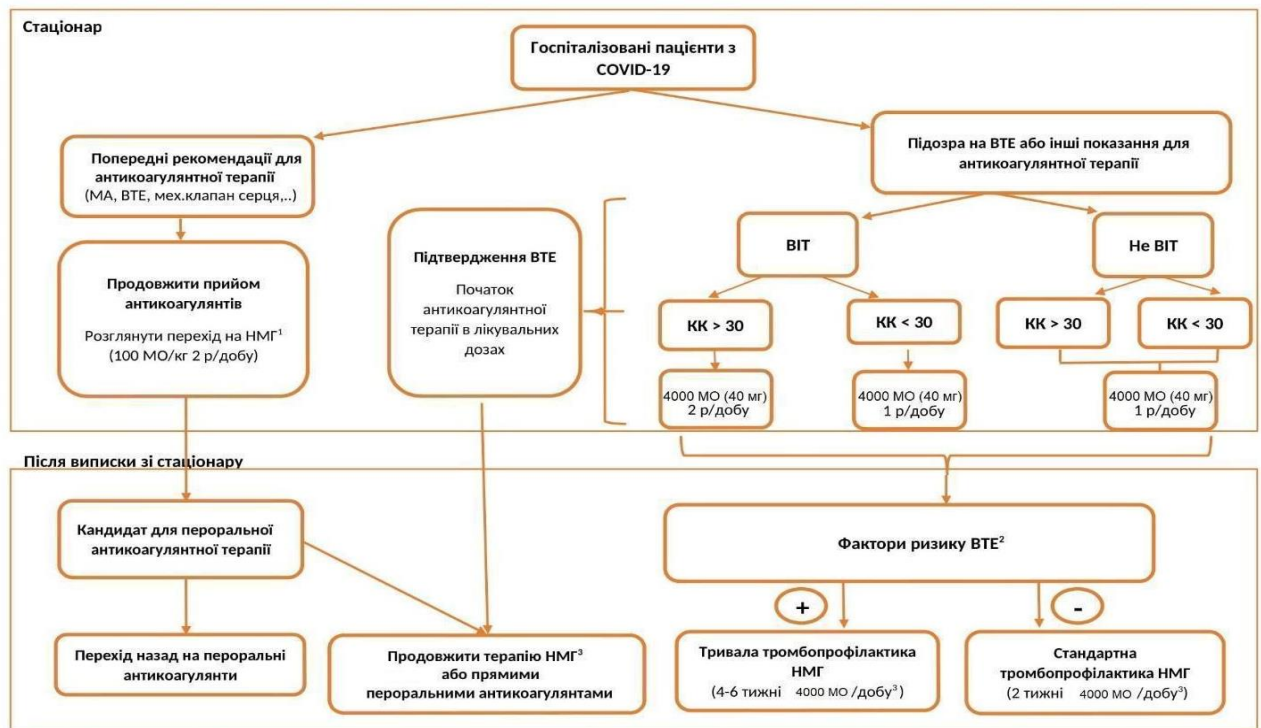 Стаціонар
Госпіталізовані пацієнти з
COVID-19
Попередні рекомендації для
антикоагулянтної терапії
(МА, ВТЕ, мех.клапан серця,..)
Підозра на ВТЕ або інші показання для
антикоагулянтної терапії
Продовжити прийом
антикоагулянтів
Розглянути перехід на НМГ¹
(100 МО/кг 2 р/добу)
Підтвердження ВТЕ
Початок
антикоагулянтної
терапії в лікувальних
дозах
ВІТ
Не ВІТ
КК > 30
КК < 30
КК > 30
КК < 30
4000 МО (40 мг)
2 р/добу
4000 МО (40 мг)
1 р/добу
4000 МО (40 мг)
1 р/добу
Після виписки зі стаціонару
Кандидат для пероральної
антикоагулянтної терапії
Фактори ризику ВТЕ²
+
-
Перехід назад на пероральні
антикоагулянти
Продовжити терапію НМГ³
або прямими
пероральними антикоагулянтами
Тривала тромбопрофілактика
НМГ
(4-6 тижні 4000 МО /добу³)
Стандартна
тромбопрофілактика НМГ
(2 тижні 4000 МО /добу³)